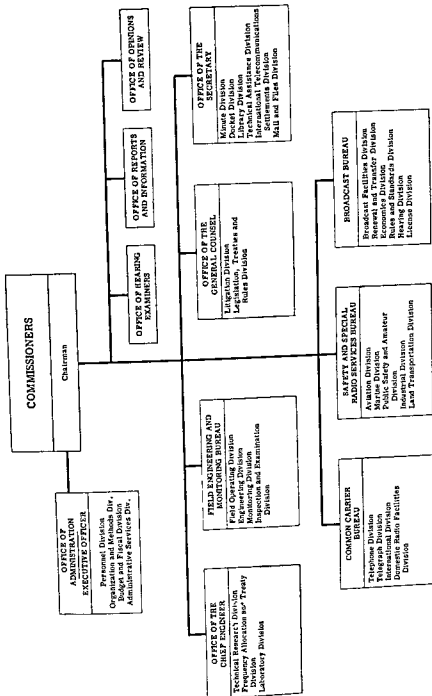 COMMISSIONERS
Chairman
OFFICE OF
ADMINISTRATION
EXECUTIVE OFFICER
Personnel Division
Organization and Methods Div.
Budget and Fiscal Division
Administrative Services Div.
OFFICE OF HEARING
EXAMINERS
OFFICE OF REPORTS
AND INFORMATION
OFFICE OF OPINIONS
AND REVIEW
OFFICE OF THE
CHIEF ENGINEER
Technical Research Division
Frequency Allocation and Treaty
Division
Laboratory Division
FIELD ENGINEERING AND
MONITORING BUREAU
Field Operating Division
Engineering Division
Monitoring Division
Inspection and Examination
Division
OFFICE OF THE
GENERAL COUNSEL
Litigation Division
Legislation, Treaties and
Rules Division
OFFICE OF THE
SECRETARY
Minute Division
Docket Division
Library Division
Technical Assistance Division
International Telecommunications
Settlements Division
Mail and Files Division
COMMON CARRIER
BUREAU
Telephone Division
Telegraph Division
International Division
Domestic Radio Facilities
Division
SAFETY AND SPECIAL
RADIO SERVICES BUREAU
Aviation Division
Marine Division
Public Safety and Amateur
Division
Industrial Division
Land Transportation Division
BROADCAST BUREAU
Broadcast Facilities Division
Renewal and Transfer Division
Economics Division
Rules and Standards Division
Hearing Division
License Division